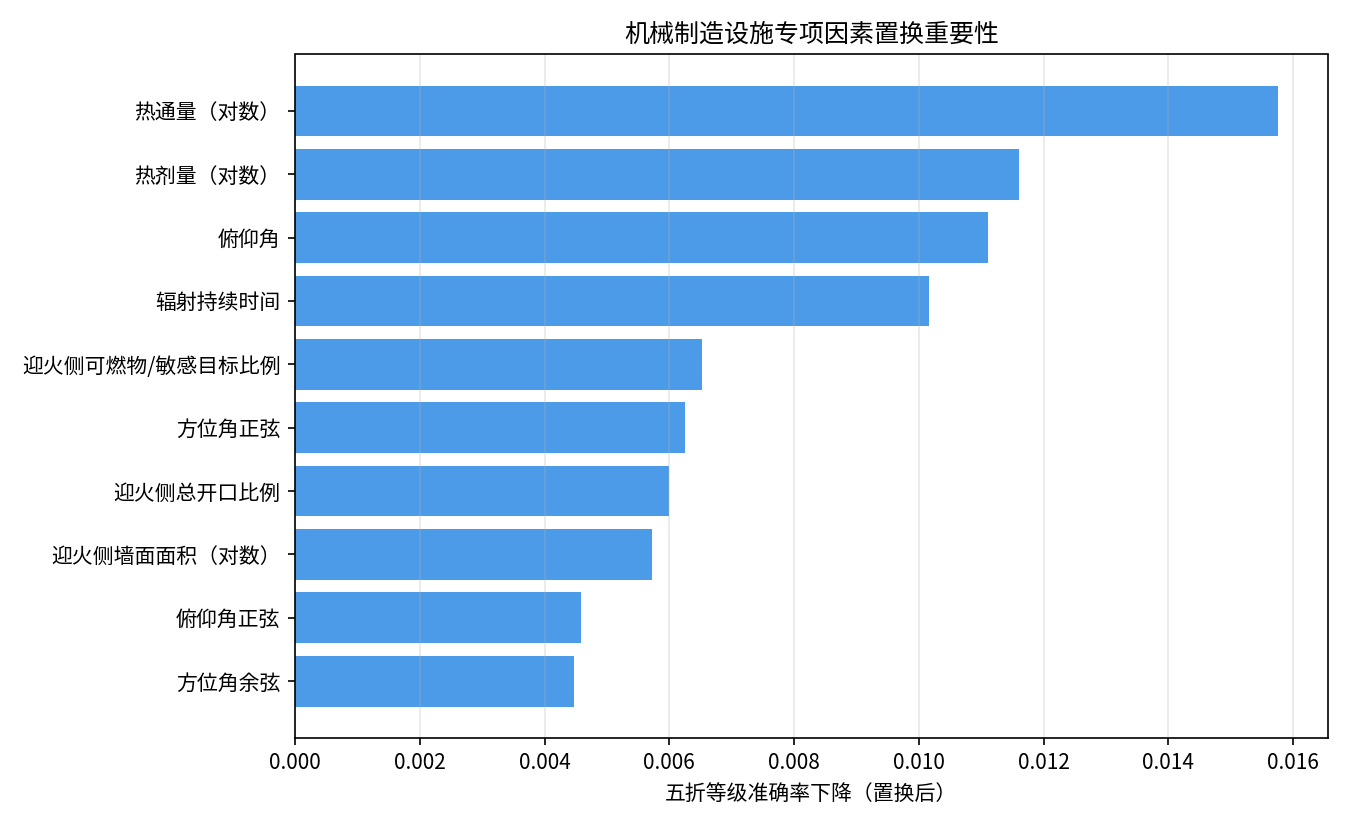 机械制造设施专项因素置换重要性
热通量（对数）
热剂量（对数）
俯仰角
辐射持续时间
迎火侧可燃物/敏感目标比例
方位角正弦
迎火侧总开口比例
迎火侧墙面面积（对数）
俯仰角正弦
方位角余弦
0.000 0.002 0.004 0.006 0.008 0.010 0.012 0.014 0.016
五折等级准确率下降（置换后）